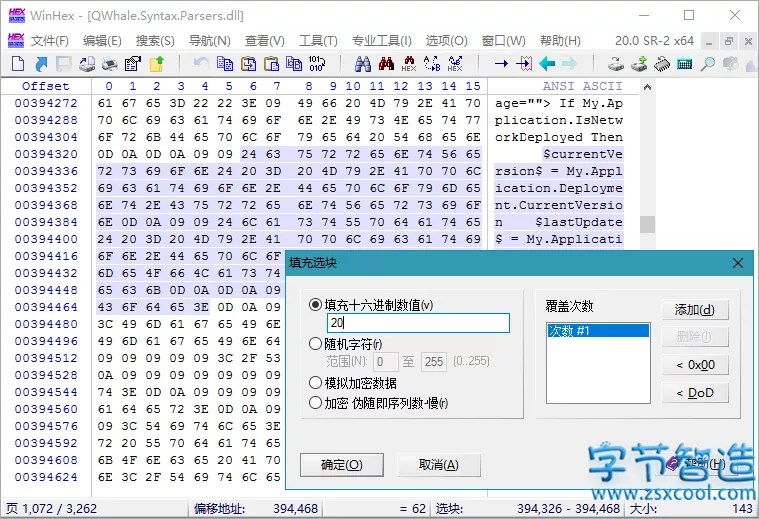 WinHex - [QWhale.Syntax.Parsers.dll]
文件(F) 编辑(E) 搜索(S) 导航(N) 查看(V) 工具(T) 专业工具(I) 选项(O) 窗口(W) 帮助(H) 20.0 SR-2 x64
Offset 0 1 2 3 4 5 6 7 8 9 10 11 12 13 14 15 ANSI ASCII
00394272 61 67 65 3D 22 22 3E 09 49 66 20 4D 79 2E 41 70 age=""> If My.Ap
00394288 70 6C 69 63 61 74 69 6F 6E 2E 49 73 4E 65 74 77 plication.IsNetw
00394304 6F 72 6B 44 65 70 6C 6F 79 65 64 20 54 68 65 6E orkDeployed Then
00394320 0D 0A 0D 0A 09 09 24 63 75 72 72 65 6E 74 56 65 $currentVe
00394336 72 73 69 6F 6E 24 20 3D 20 4D 79 2E 41 70 70 6C rsion$ = My.Appl
00394352 69 63 61 74 69 6F 6E 2E 44 65 70 6C 6F 79 6D 65 ication.Deployme
00394368 6E 74 2E 43 75 72 72 65 6E 74 56 65 72 73 69 6F nt.CurrentVersio
00394384 6E 0D 0A 09 09 24 6C 61 73 74 55 70 64 61 74 65 n $lastUpdate
00394400 24 20 3D 20 4D 79 2E 41 70 70 6C 69 63 61 74 69 $ = My.Applicati
00394416 6F 6E 2E 44 65 70 6C 6F
00394432 6D 65 4F 66 4C 61 73 74
00394448 65 63 6B 0D 0A 0D 0A 09
00394464 43 6F 64 65 3E 0D 0A 09
00394480 3C 49 6D 61 67 65 49 6E
00394496 49 6D 61 67 65 49 6E 64
00394512 09 09 09 09 09 3C 2F 53
00394528 0A 09 09 09 09 09 09 09
00394544 74 3E 0D 0A 09 09 09 09
00394560 61 64 65 72 3E 0D 0A 09
00394576 09 3C 54 69 74 6C 65 3E
00394592 72 20 55 70 64 61 74 65
00394608 6B 4F 6E 63 65 20 41 70
00394624 6E 3C 2F 54 69 74 6C 65
填充选块
填充十六进制数值(v)
20
随机字符(r)
范围(N): 0 至 255 (0..255)
模拟加密数据
加密 伪随即序列数-慢(r)
覆盖次数
次数 #1
添加(d)
删除(l)
< 0x00
< DoD
确定(O) 取消(A)
字节智造
www.zsxcool.com
页 1,072 / 3,262 偏移地址: 394,468 = 62 选块: 394,326 - 394,468 大小: 143